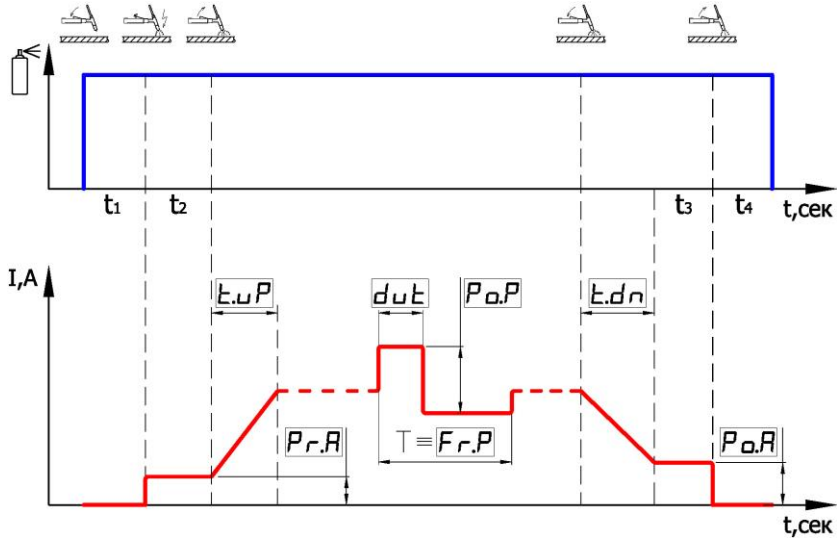 t1 t2 t3 t4 t,сек
I,A
t.uP dut Po.P t.dn
Pr.A T ≡ Fr.P Po.A
t,сек